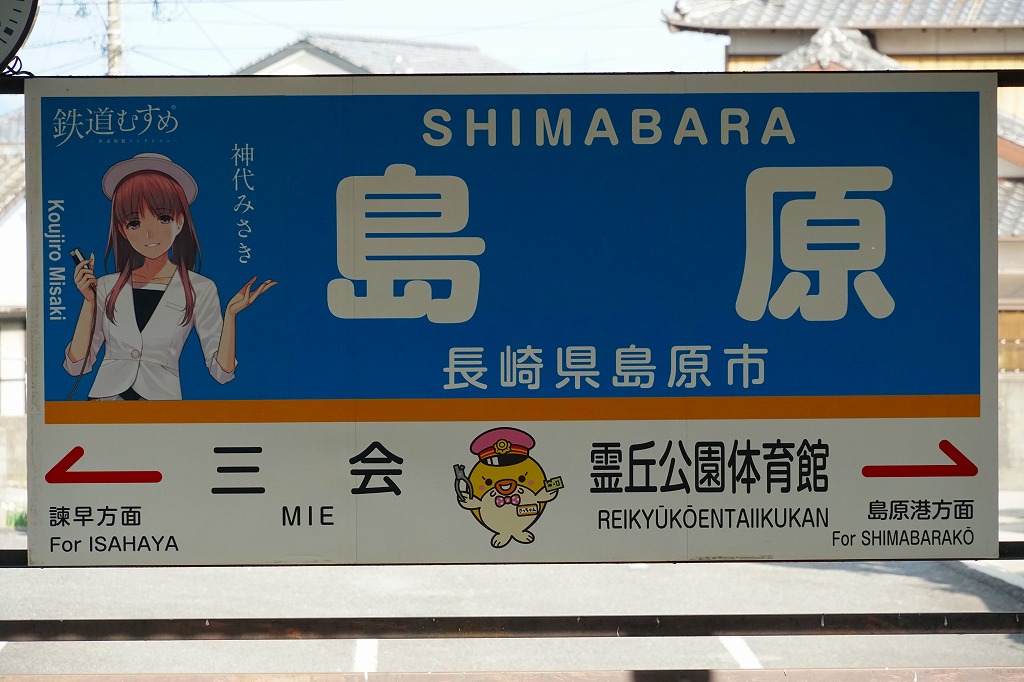 鉄道むすめ
神代みさき
Koujiro Misaki
SHIMABARA
島原
長崎県島原市
三会
霊丘公園体育館
諫早方面
MIE
REIKYŪKŌENTAIIKUKAN
島原港方面
For ISAHAYA
For SHIMABARAKŌ